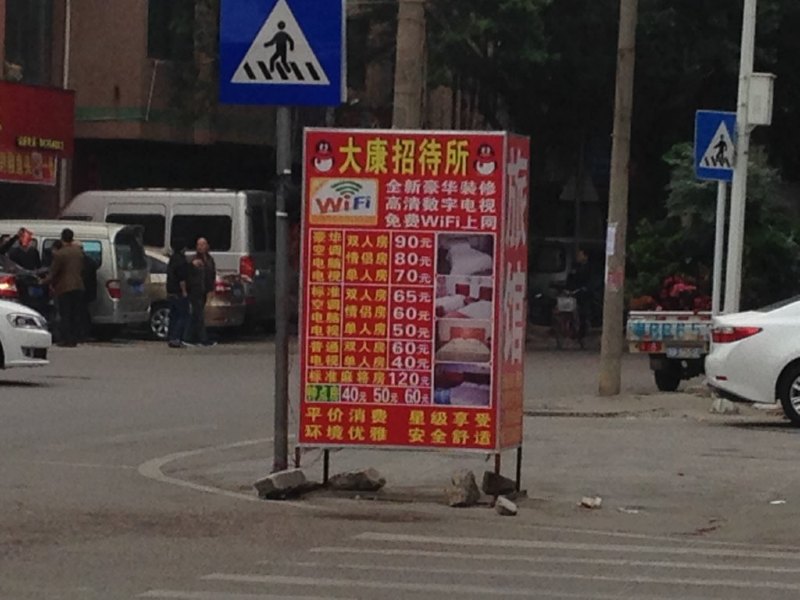 大康招待所
WiFi
全新豪华装修
高清数字电视
免费WiFi上网
豪华空调电脑电视
双人房 90元
情侣房 80元
单人房 70元
标准空调电脑电视
双人房 65元
情侣房 60元
单人房 50元
普通电视
双人房 60元
单人房 40元
标准麻将房 120元
钟点房 40元 50元 60元
平价消费 星级享受
环境优雅 安全舒适
旅馆